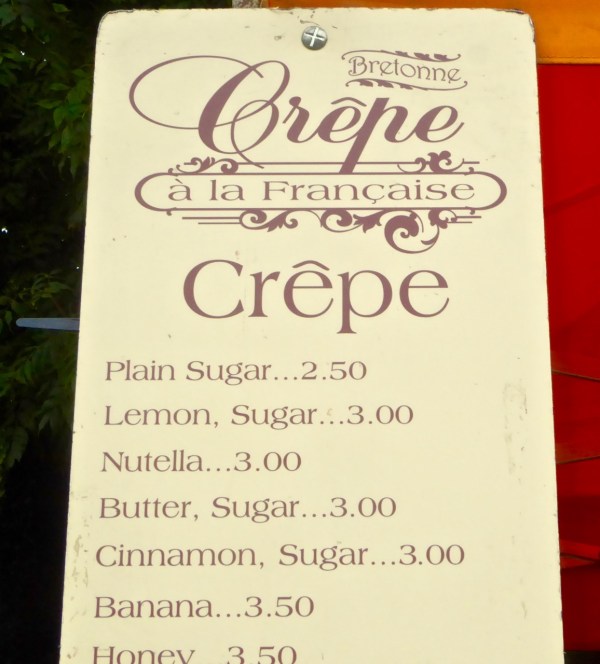 Bretonne
Crêpe
à la Française
Crêpe
Plain Sugar...2.50
Lemon, Sugar...3.00
Nutella...3.00
Butter, Sugar...3.00
Cinnamon, Sugar...3.00
Banana...3.50
Honey...3.50